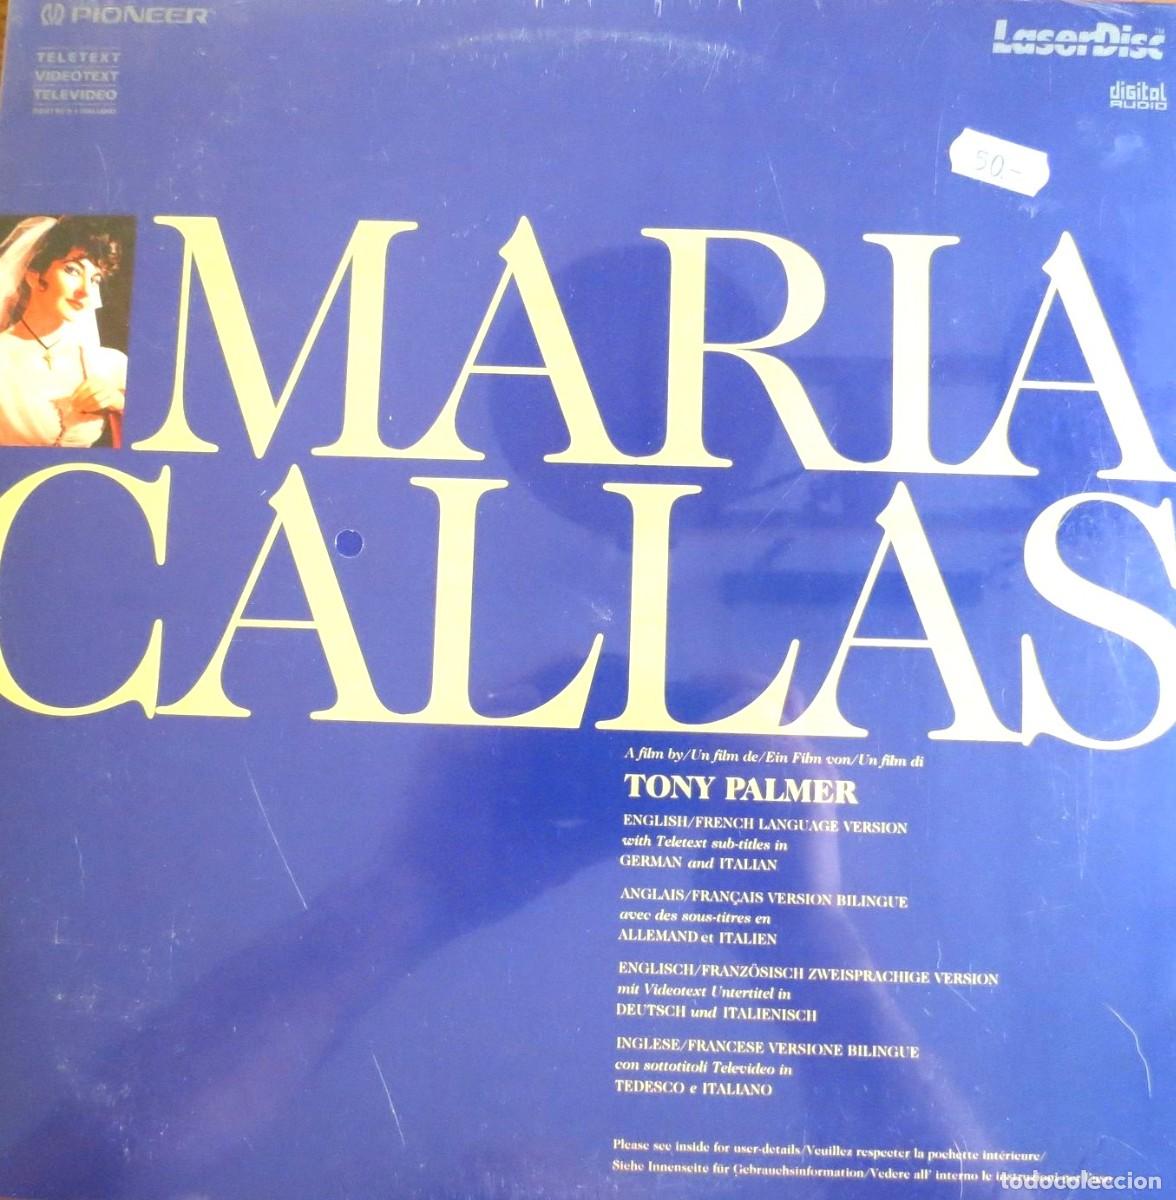 PIONEER
LaserDisc™
TELETEXT
VIDEOTEXT
TELEVIDEO
digital
AUDIO
50.-
MARIA
CALLAS
A film by/Un film de/Ein Film von/Un film di
TONY PALMER
ENGLISH/FRENCH LANGUAGE VERSION
with Teletext sub-titles in
GERMAN and ITALIAN
ANGLAIS/FRANÇAIS VERSION BILINGUE
avec des sous-titres en
ALLEMAND et ITALIEN
ENGLISCH/FRANZÖSISCH ZWEISPRACHIGE VERSION
mit Videotext Untertitel in
DEUTSCH und ITALIENISCH
INGLESE/FRANCESE VERSIONE BILINGUE
con sottotitoli Televideo in
TEDESCO e ITALIANO
Please see inside for user-details/Veuillez respecter la pochette intérieure/
Siehe Innenseite für Gebrauchsinformation/Vedere all' interno le istruzioni
todocoleccion